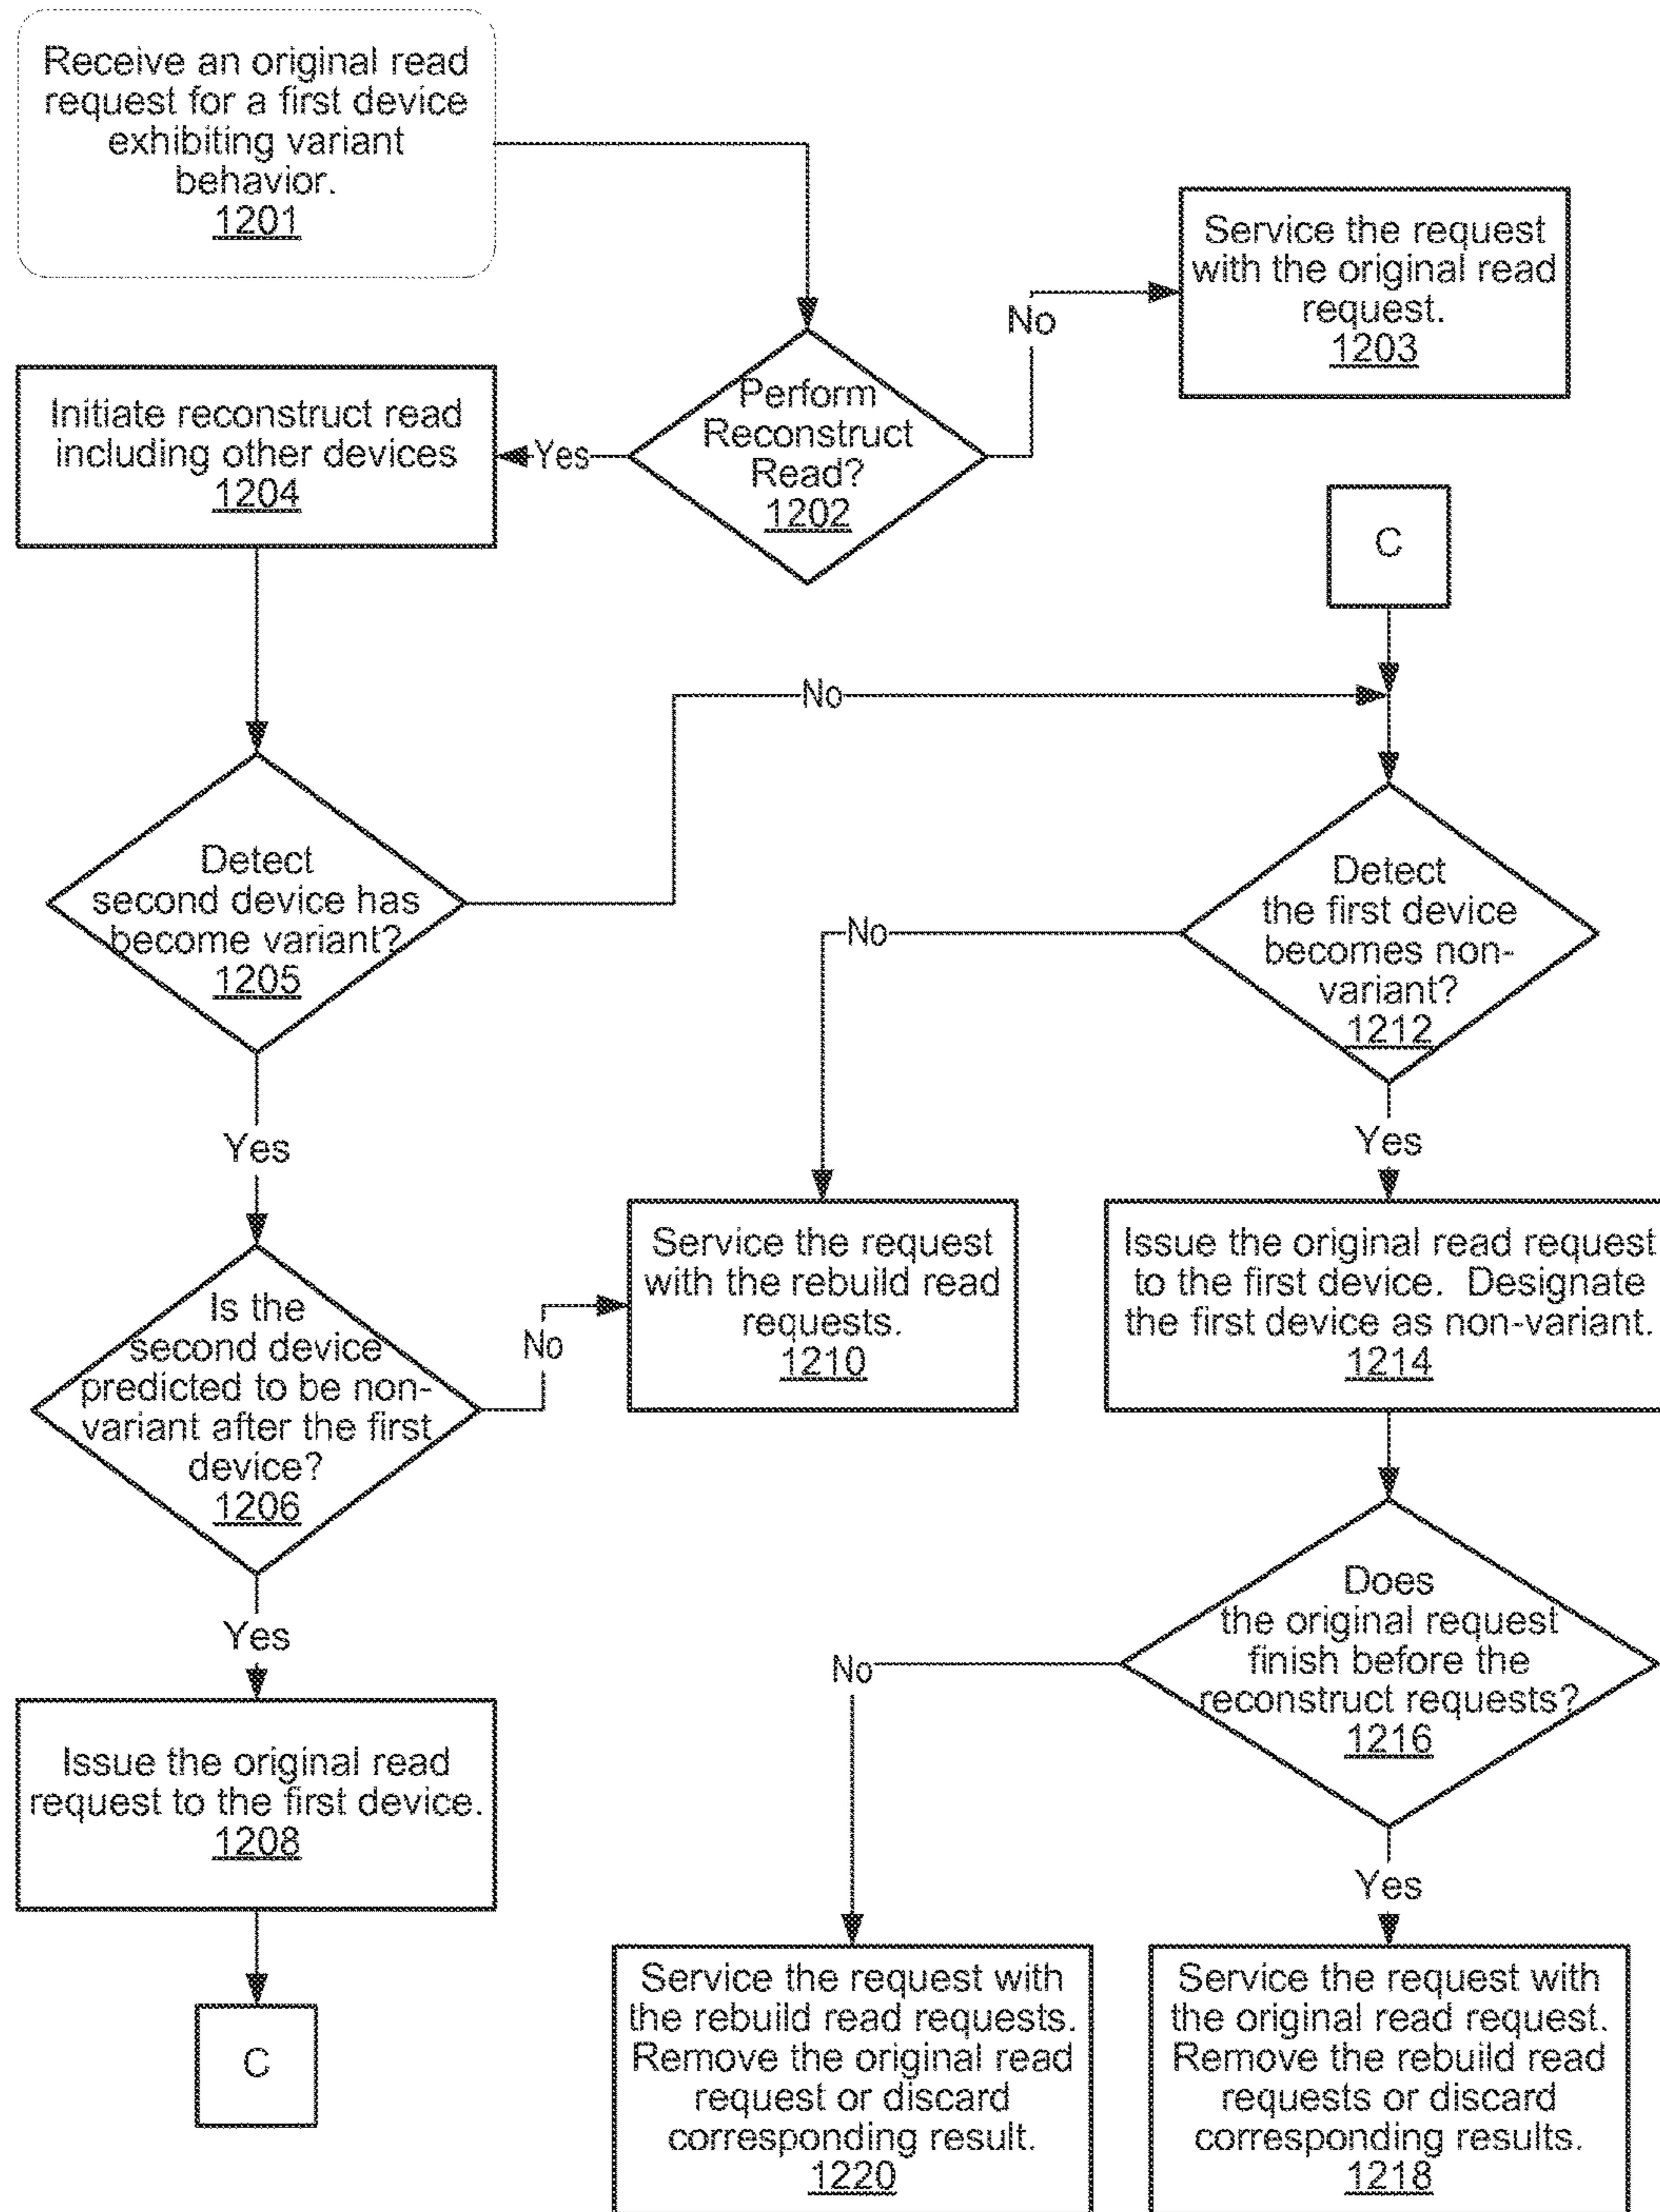 Receive an original read
request for a first device
exhibiting variant
behavior.
1201
Service the request
with the original read
request.
1203
No
Perform
Reconstruct
Read?
1202
Yes
Initiate reconstruct read
including other devices
1204
C
No
Detect
second device has
become variant?
1205
Detect
the first device
becomes non-
variant?
1212
No
Yes
Yes
Service the request
with the rebuild read
requests.
1210
Issue the original read request
to the first device. Designate
the first device as non-variant.
1214
Is the
second device
predicted to be non-
variant after the first
device?
1206
No
Yes
Does
the original request
finish before the
reconstruct requests?
1216
No
Yes
Issue the original read
request to the first device.
1208
C
Service the request with
the rebuild read requests.
Remove the original read
request or discard
corresponding result.
1220
Service the request with
the original read request.
Remove the rebuild read
requests or discard
corresponding results.
1218